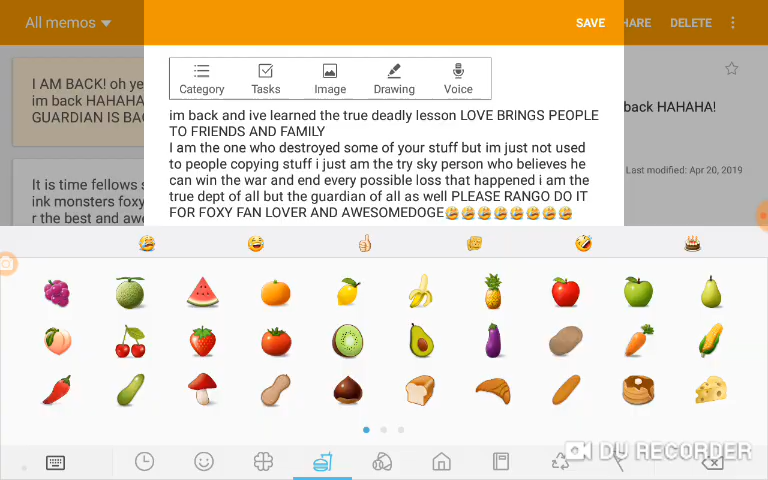 All memos
SAVE
HARE
DELETE
I AM BACK! oh ye
im back HAHAHA
GUARDIAN IS BAC
Category
Tasks
Image
Drawing
Voice
im back and ive learned the true deadly lesson LOVE BRINGS PEOPLE
TO FRIENDS AND FAMILY
I am the one who destroyed some of your stuff but im just not used
to people copying stuff i just am the try sky person who believes he
can win the war and end every possible loss that happened i am the
true dept of all but the guardian of all as well PLEASE RANGO DO IT
FOR FOXY FAN LOVER AND AWESOMEDOGE🤣🤣🤣🤣🤣🤣🤣🤣
back HAHAHA!
Last modified: Apr 20, 2019
It is time fellows s
ink monsters foxy
r the best and awe
DU RECORDER